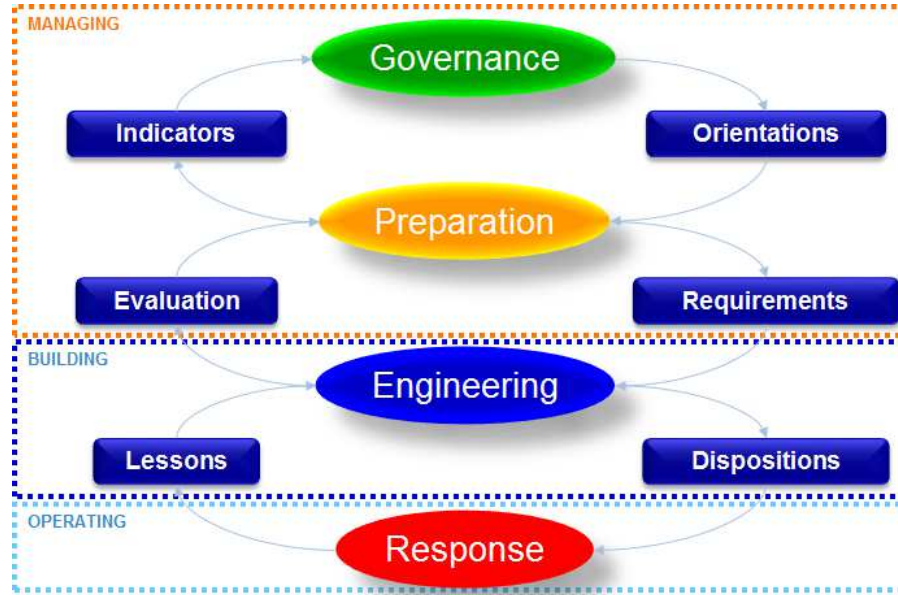 MANAGING
Governance
Indicators
Orientations
Preparation
Evaluation
Requirements
BUILDING
Engineering
Lessons
Dispositions
OPERATING
Response